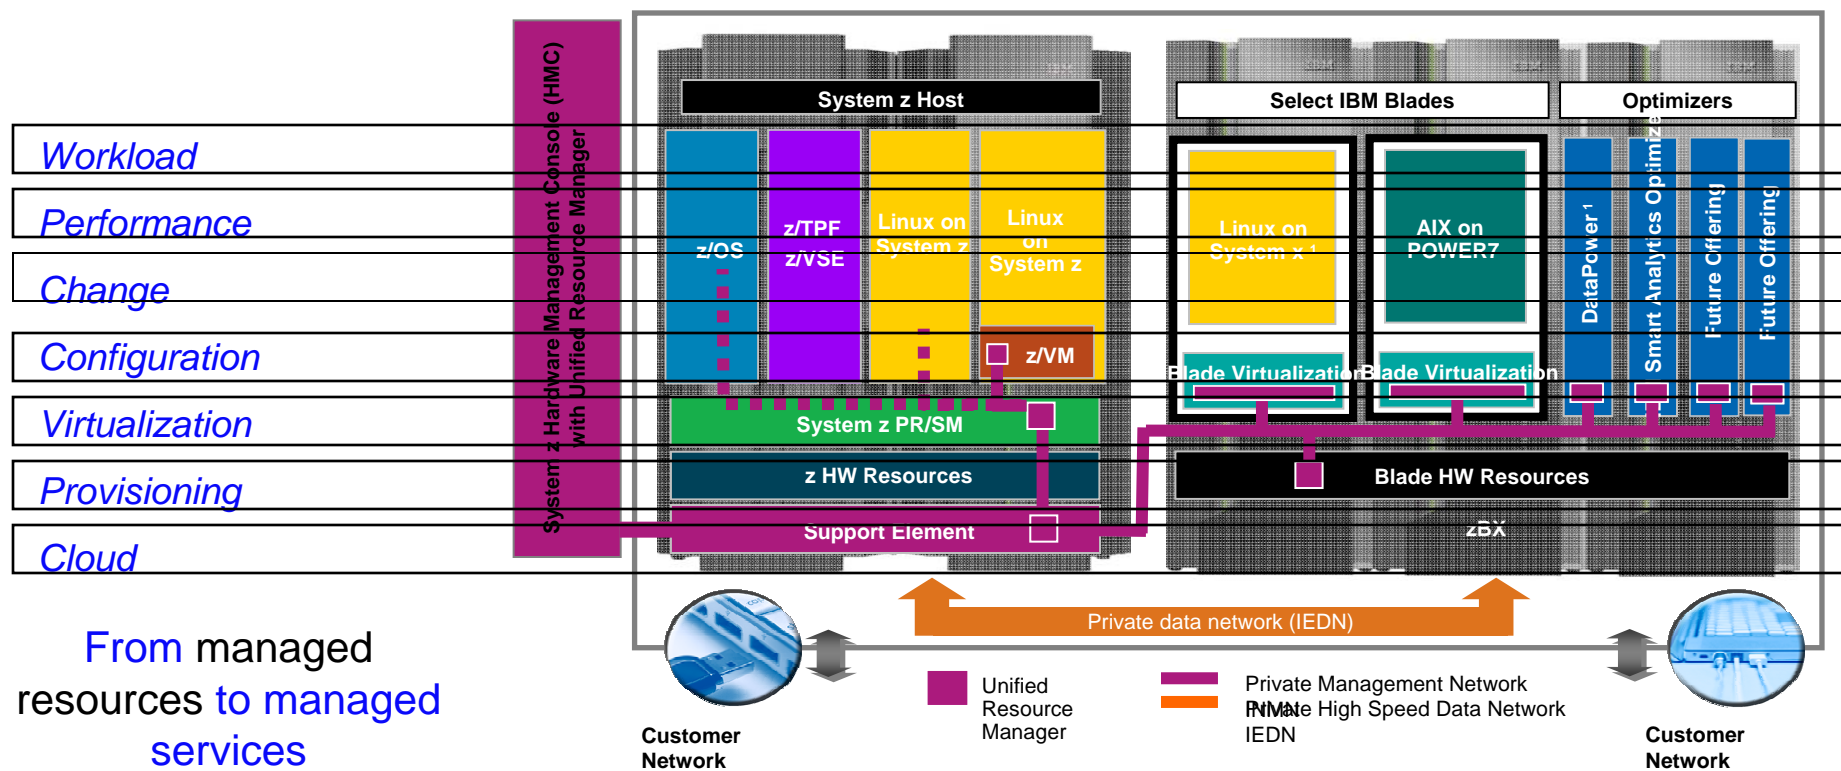 Workload
Performance
Change
Configuration
Virtualization
Provisioning
Cloud
From managed
resources to managed
services
System z Hardware Management Console (HMC)
with Unified Resource Manager
System z Host
z/OS
z/TPF
z/VSE
Linux on
System z
Linux
on
System z
z/VM
System z PR/SM
z HW Resources
Support Element
Select IBM Blades
Optimizers
Linux on
System x 1
AIX on
POWER7
Blade Virtualization
Blade Virtualization
DataPower 1
Smart Analytics Optimizer
Future Offering
Future Offering
Blade HW Resources
zBX
Private data network (IEDN)
Customer
Network
Unified
Resource
Manager
Private Management Network
INMN
Private High Speed Data Network
IEDN
Customer
Network